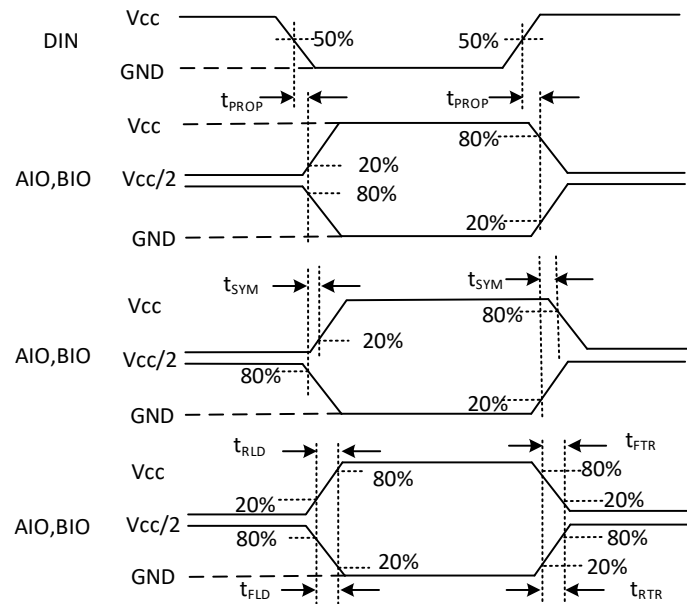 Vcc
DIN
50%
50%
GND
tPROP
tPROP
Vcc
80%
20%
AIO,BIO
Vcc/2
80%
20%
GND
tSYM
tSYM
Vcc
80%
20%
AIO,BIO
Vcc/2
80%
20%
GND
tRLD
tFTR
Vcc
80%
80%
20%
20%
AIO,BIO
Vcc/2
80%
80%
20%
20%
GND
tFLD
tRTR